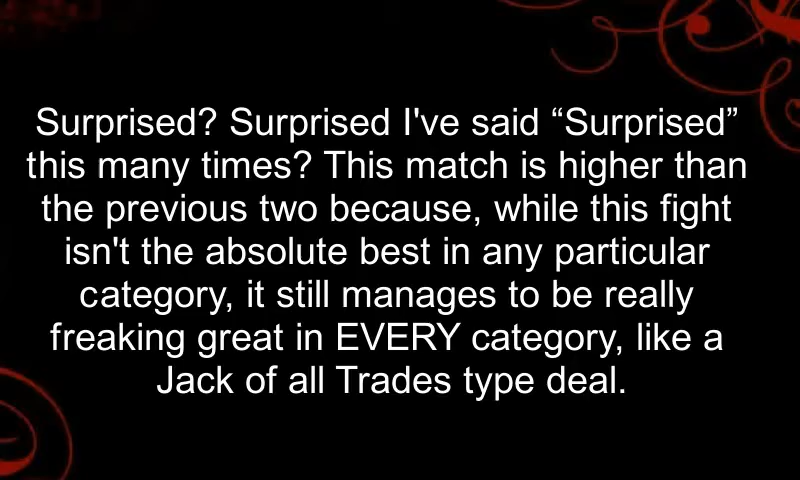 Surprised? Surprised I've said “Surprised”
this many times? This match is higher than
the previous two because, while this fight
isn't the absolute best in any particular
category, it still manages to be really
freaking great in EVERY category, like a
Jack of all Trades type deal.